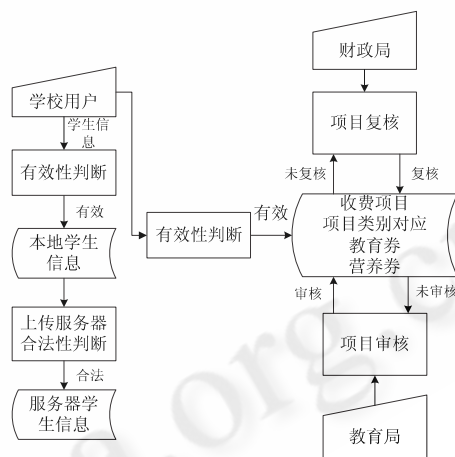 财政局
学校用户
学生信
息
项目复核
有效性判断
未复核
复核
有效
有效性判断
有效
收费项目
项目类别对应
教育券
营养券
本地学生
信息
审核
未审核
上传服务器
合法性判断
项目审核
合法
服务器学
生信息
教育局